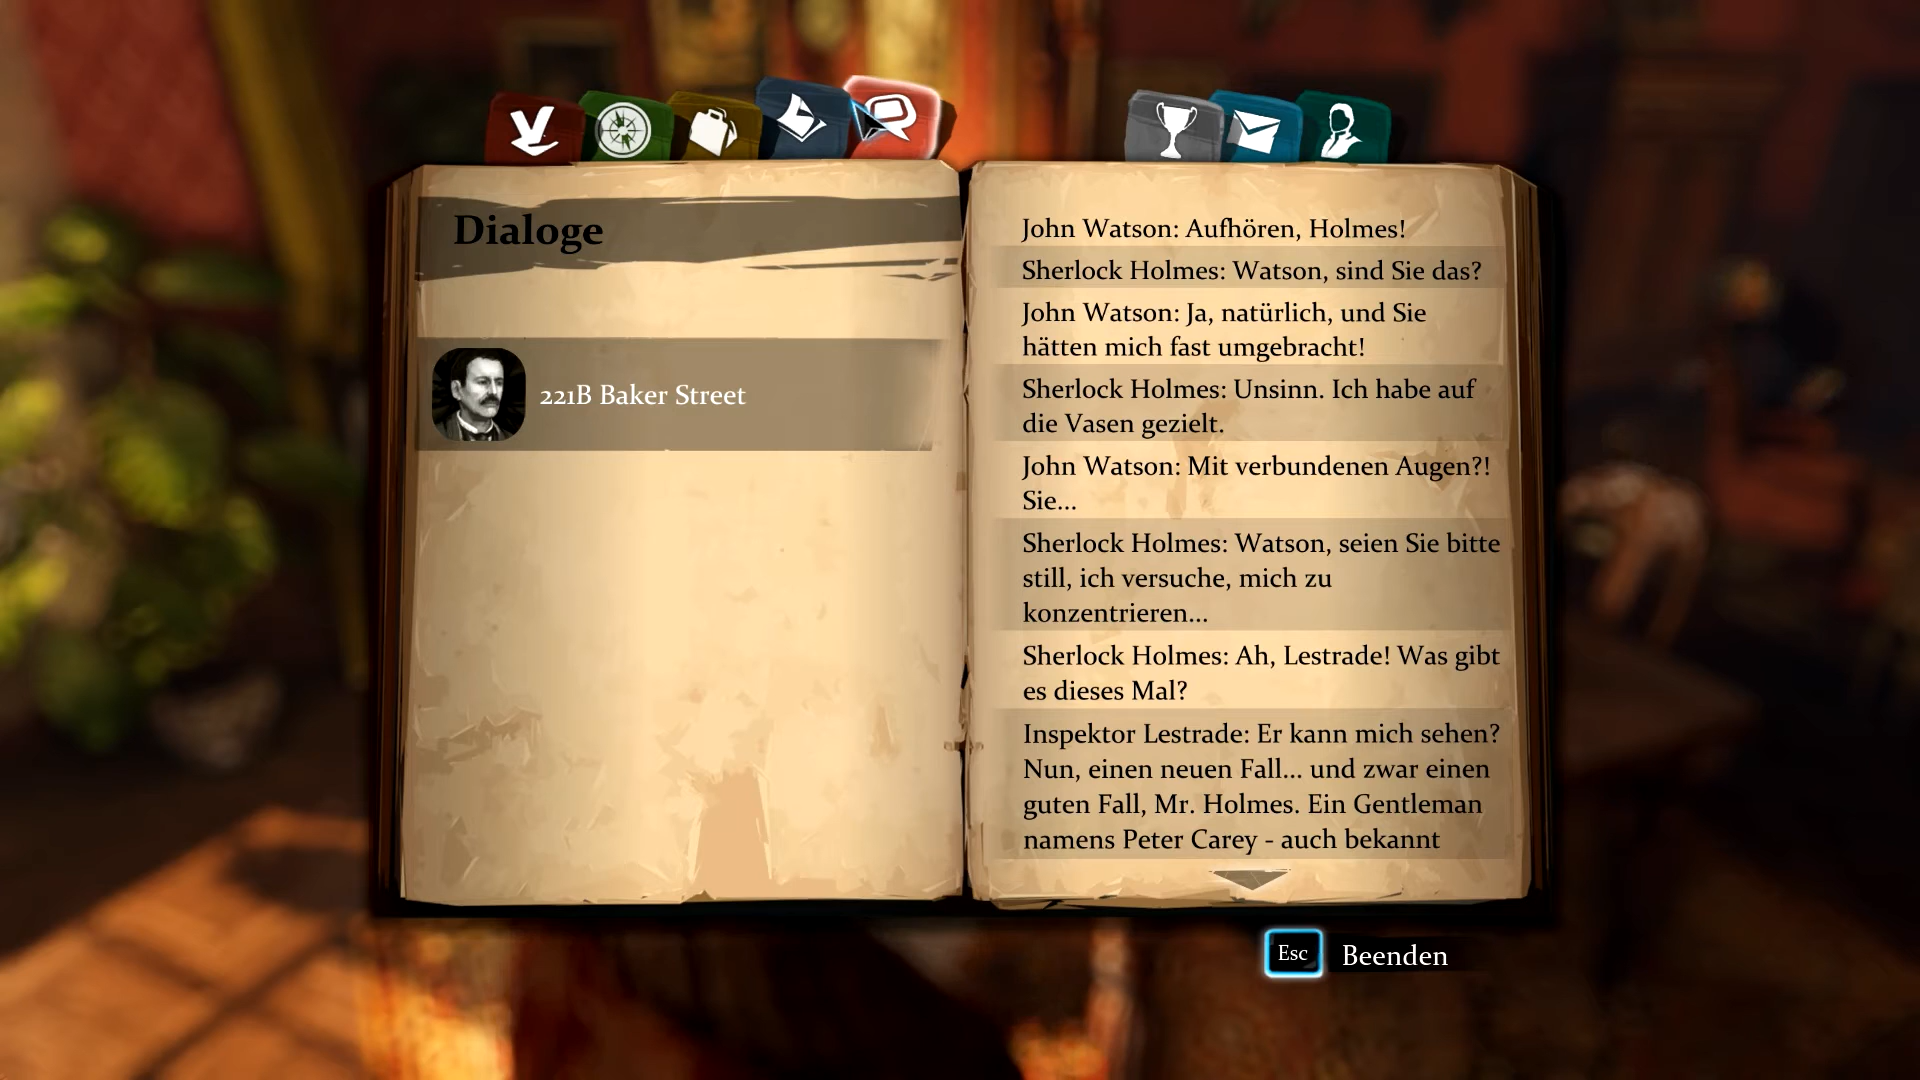 Dialoge
221B Baker Street
John Watson: Aufhören, Holmes!
Sherlock Holmes: Watson, sind Sie das?
John Watson: Ja, natürlich, und Sie
hätten mich fast umgebracht!
Sherlock Holmes: Unsinn. Ich habe auf
die Vasen gezielt.
John Watson: Mit verbundenen Augen?!
Sie...
Sherlock Holmes: Watson, seien Sie bitte
still, ich versuche, mich zu
konzentrieren...
Sherlock Holmes: Ah, Lestrade! Was gibt
es dieses Mal?
Inspektor Lestrade: Er kann mich sehen?
Nun, einen neuen Fall... und zwar einen
guten Fall, Mr. Holmes. Ein Gentleman
namens Peter Carey - auch bekannt
Esc Beenden